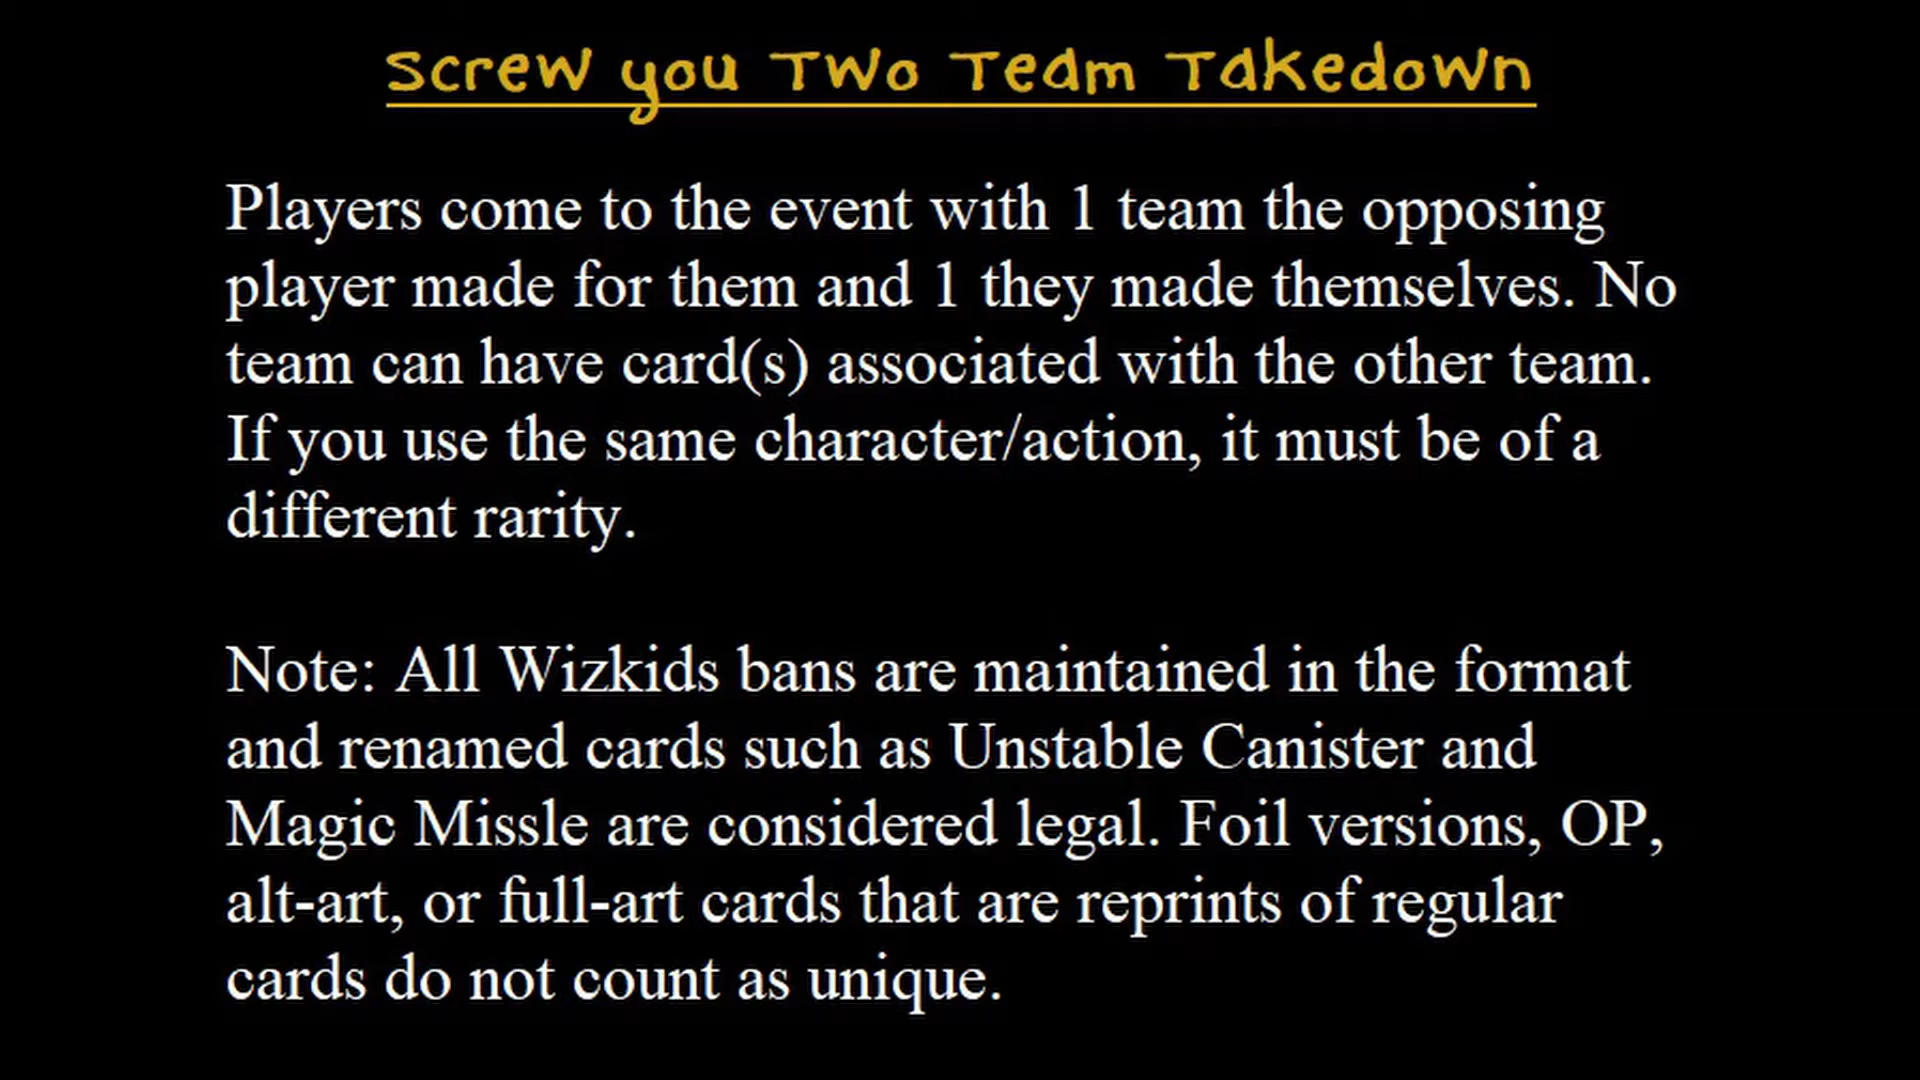 Screw you Two Team Takedown
Players come to the event with 1 team the opposing
player made for them and 1 they made themselves. No
team can have card(s) associated with the other team.
If you use the same character/action, it must be of a
different rarity.
Note: All Wizkids bans are maintained in the format
and renamed cards such as Unstable Canister and
Magic Missle are considered legal. Foil versions, OP,
alt-art, or full-art cards that are reprints of regular
cards do not count as unique.